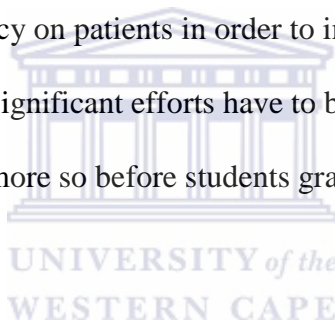 cy on patients in order to i
ignificant efforts have to b
nore so before students gra
UNIVERSITY of the
WESTERN CAPE